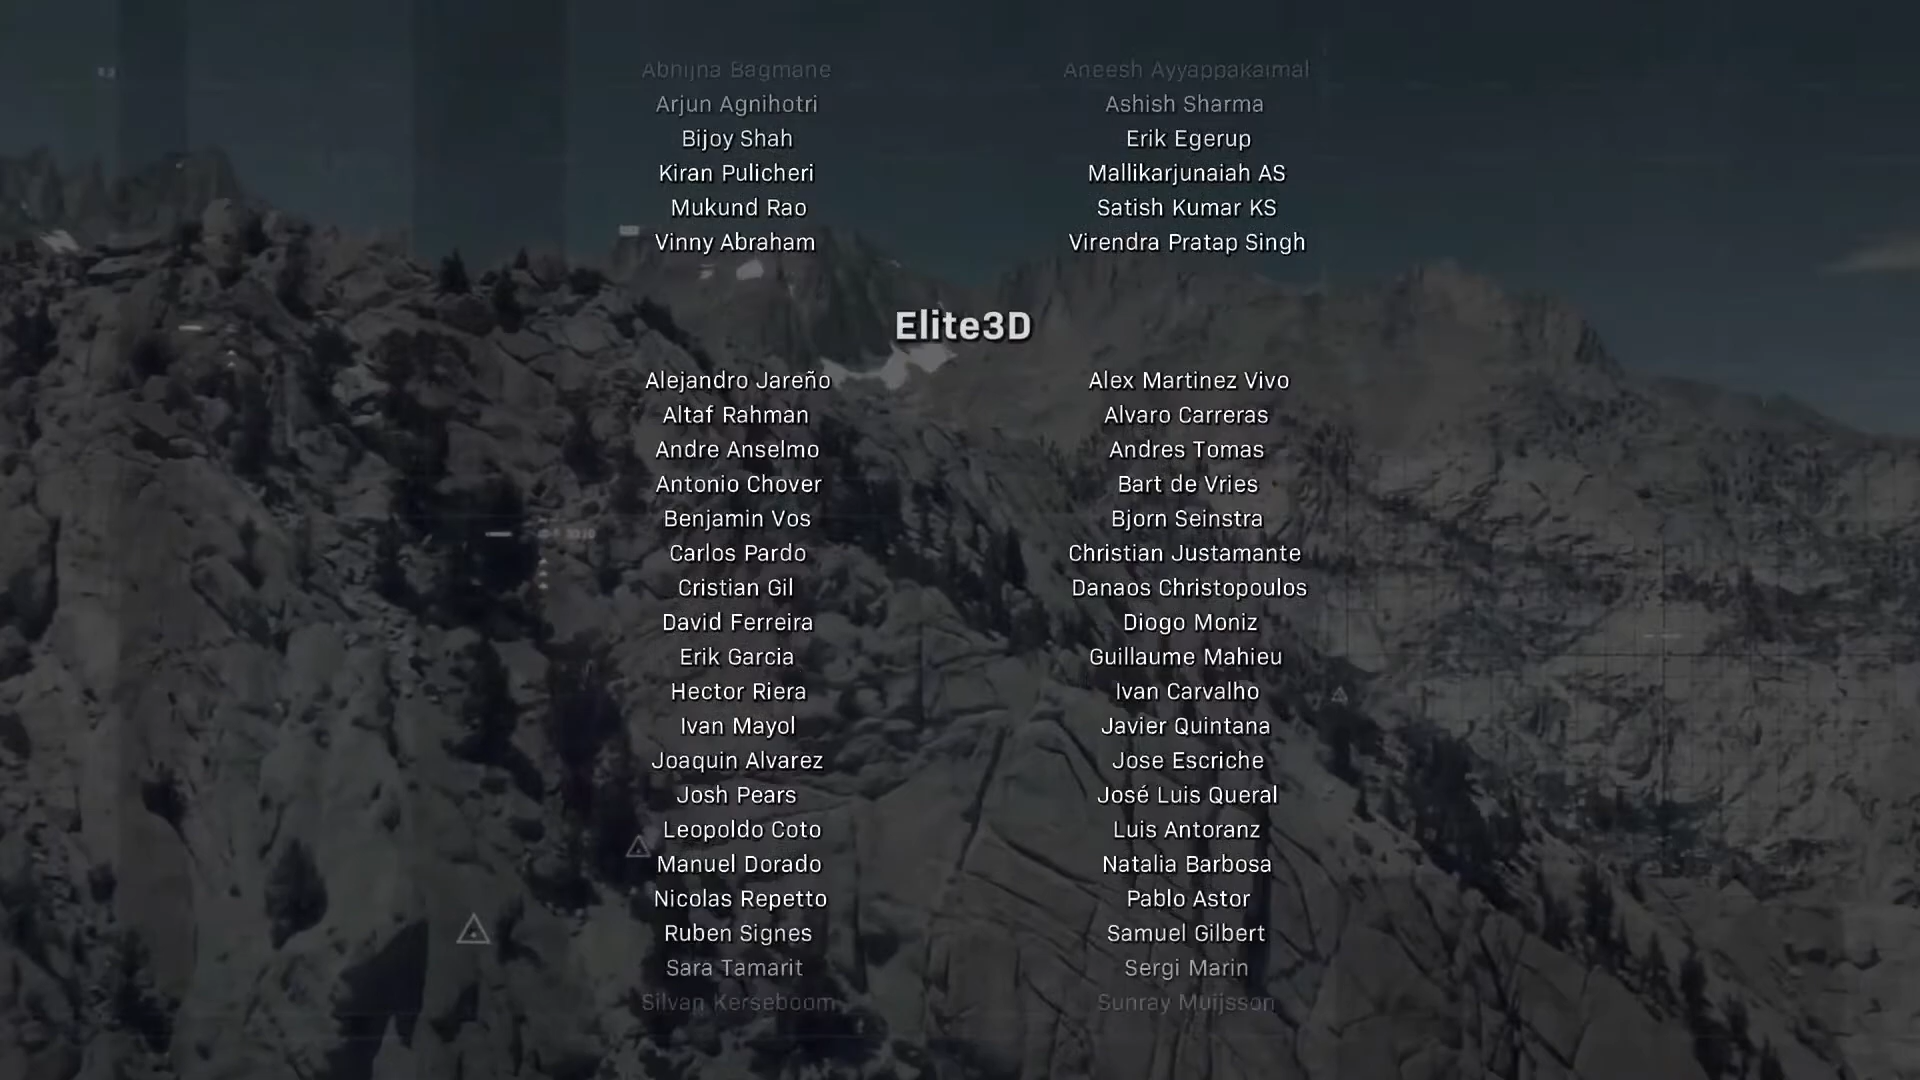 Abhijna Bagmane Aneesh Ayyappakaimal
Arjun Agnihotri Ashish Sharma
Bijoy Shah Erik Egerup
Kiran Pulicheri Mallikarjunaiah AS
Mukund Rao Satish Kumar KS
Vinny Abraham Virendra Pratap Singh
Elite3D
Alejandro Jareño Alex Martinez Vivo
Altaf Rahman Alvaro Carreras
Andre Anselmo Andres Tomas
Antonio Chover Bart de Vries
Benjamin Vos Bjorn Seinstra
Carlos Pardo Christian Justamante
Cristian Gil Danaos Christopoulos
David Ferreira Diogo Moniz
Erik Garcia Guillaume Mahieu
Hector Riera Ivan Carvalho
Ivan Mayol Javier Quintana
Joaquin Alvarez Jose Escriche
Josh Pears José Luis Queral
Leopoldo Coto Luis Antoranz
Manuel Dorado Natalia Barbosa
Nicolas Repetto Pablo Astor
Ruben Signes Samuel Gilbert
Sara Tamarit Sergi Marin
Silvan Kerseboom Sunray Muijsson